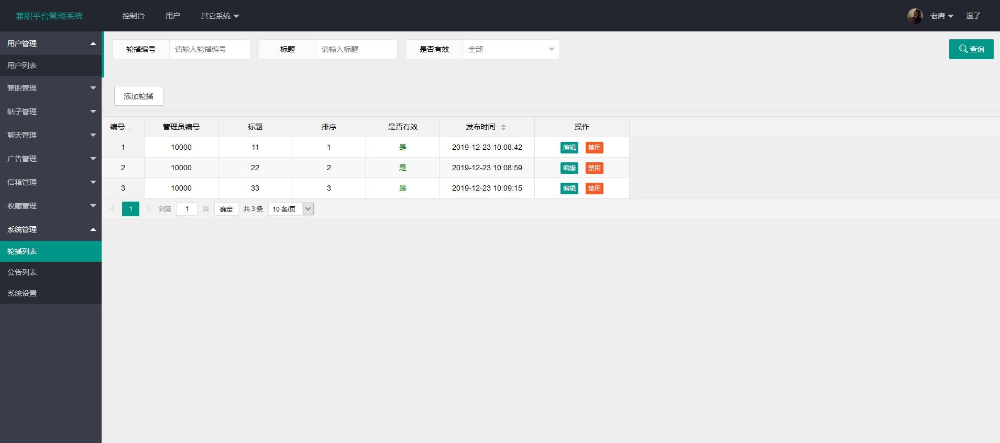 兼职平台管理系统 控制台 用户 其它系统 老唐 退了
用户管理
用户列表
兼职管理
帖子管理
聊天管理
广告管理
信箱管理
收藏管理
系统管理
轮播列表
公告列表
系统设置
轮播编号 请输入轮播编号 标题 请输入标题 是否有效 全部 查询
添加轮播
编号... 管理员编号 标题 排序 是否有效 发布时间 操作
1 10000 11 1 是 2019-12-23 10:08:42 编辑 禁用
2 10000 22 2 是 2019-12-23 10:08:59 编辑 禁用
3 10000 33 3 是 2019-12-23 10:09:15 编辑 禁用
1 到第 1 页 确定 共 3 条 10 条/页